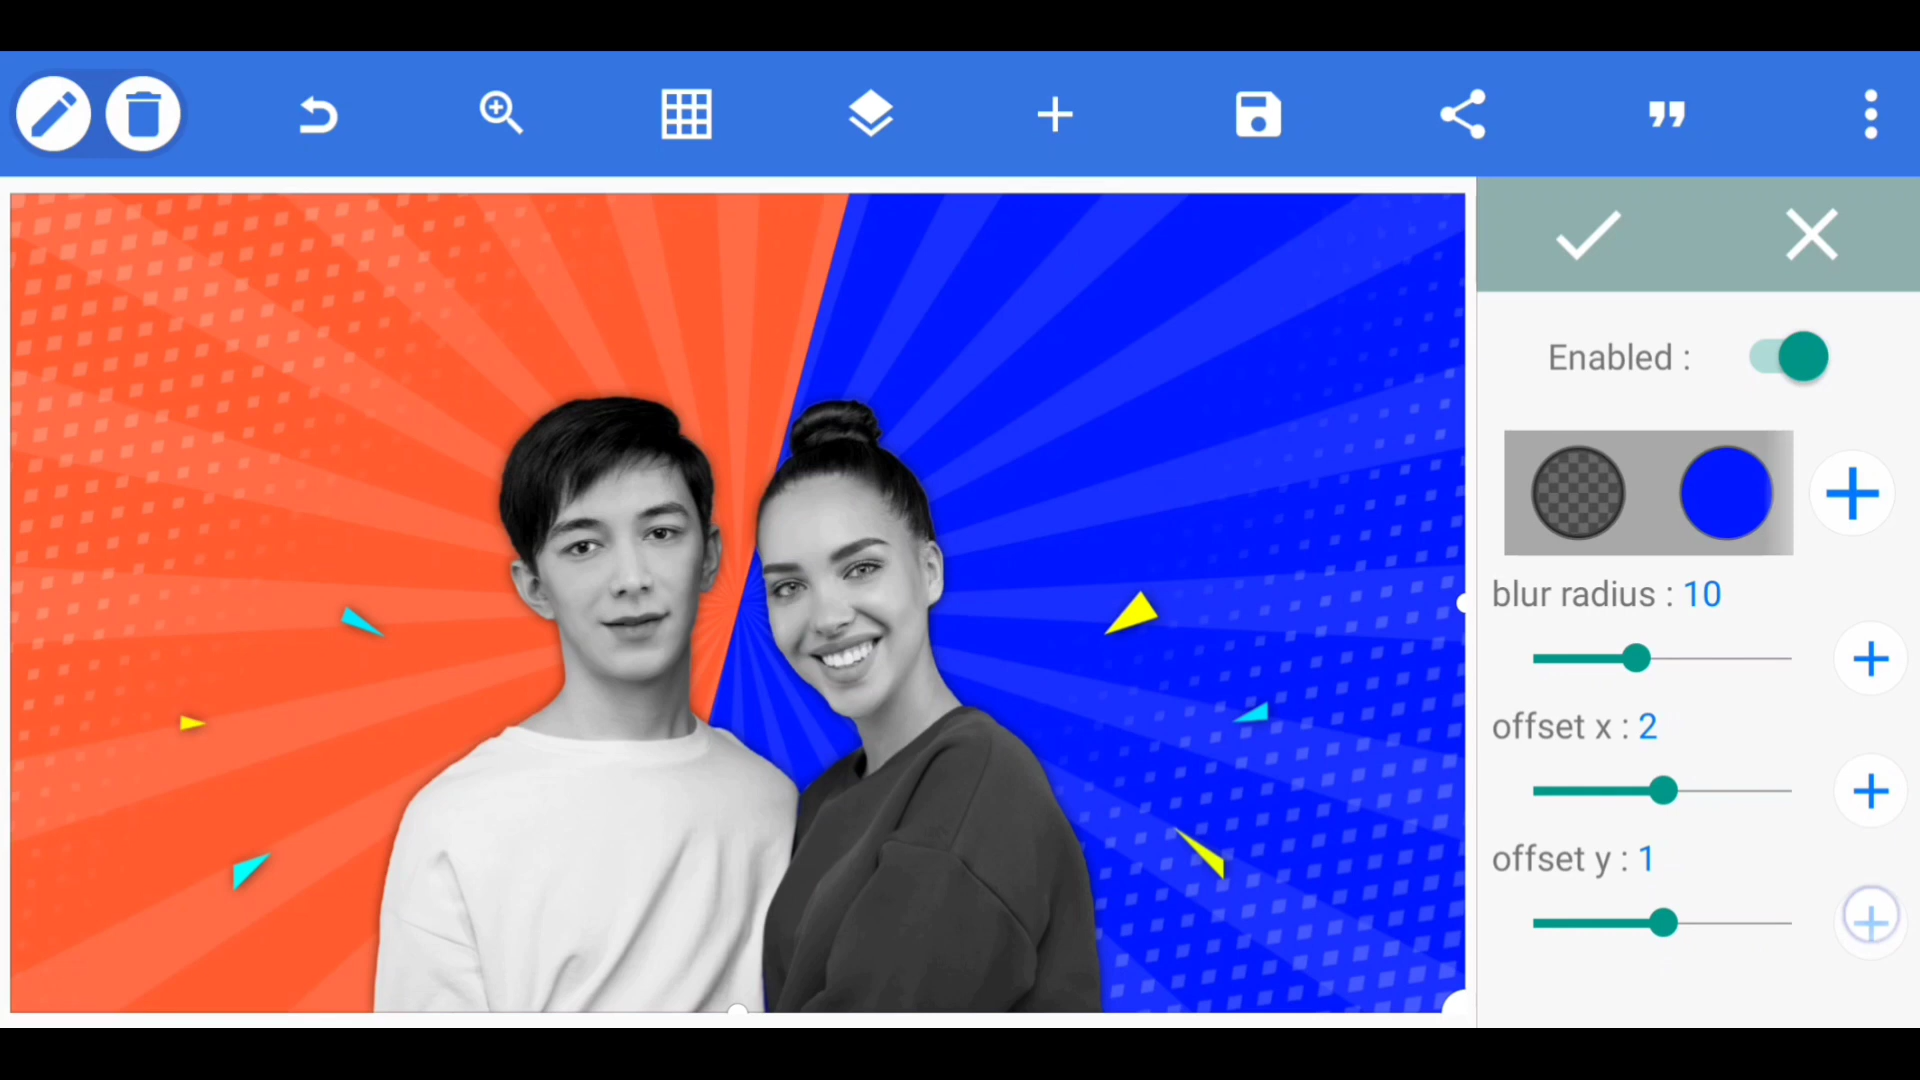 Enabled :
blur radius : 10
offset x : 2
offset y : 1